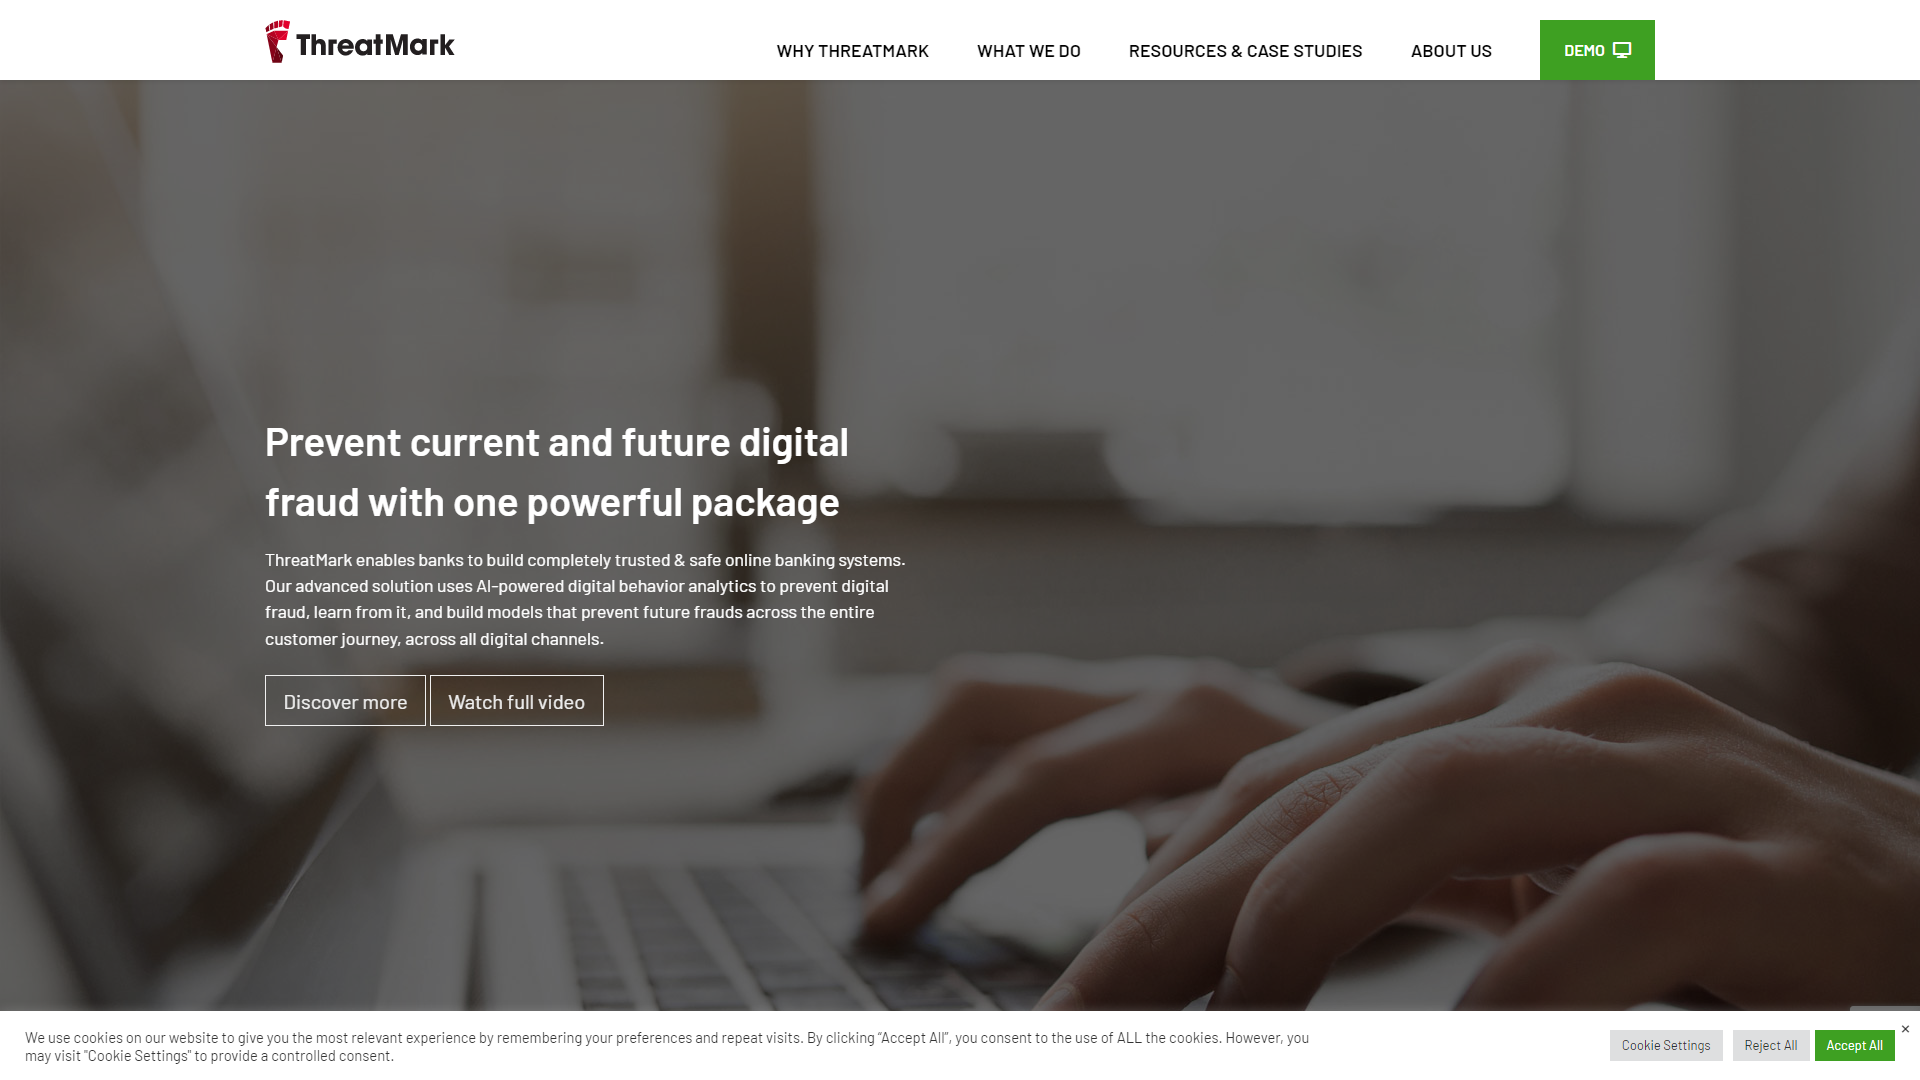 ThreatMark
WHY THREATMARK
WHAT WE DO
RESOURCES & CASE STUDIES
ABOUT US
DEMO
Prevent current and future digital
fraud with one powerful package
ThreatMark enables banks to build completely trusted & safe online banking systems.
Our advanced solution uses AI-powered digital behavior analytics to prevent digital
fraud, learn from it, and build models that prevent future frauds across the entire
customer journey, across all digital channels.
Discover more
Watch full video
We use cookies on our website to give you the most relevant experience by remembering your preferences and repeat visits. By clicking “Accept All”, you consent to the use of ALL the cookies. However, you
may visit "Cookie Settings" to provide a controlled consent.
Cookie Settings
Reject All
Accept All
×